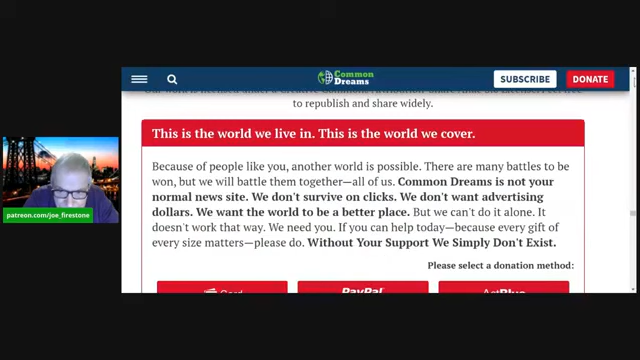 Common
Dreams
SUBSCRIBE
DONATE
to republish and share widely.
This is the world we live in. This is the world we cover.
Because of people like you, another world is possible. There are many battles to be
won, but we will battle them together—all of us. Common Dreams is not your
normal news site. We don't survive on clicks. We don't want advertising
dollars. We want the world to be a better place. But we can't do it alone. It
doesn't work that way. We need you. If you can help today—because every gift of
every size matters—please do. Without Your Support We Simply Don't Exist.
Please select a donation method:
Card
PayPal
ActBlue
patreon.com/joe_firestone